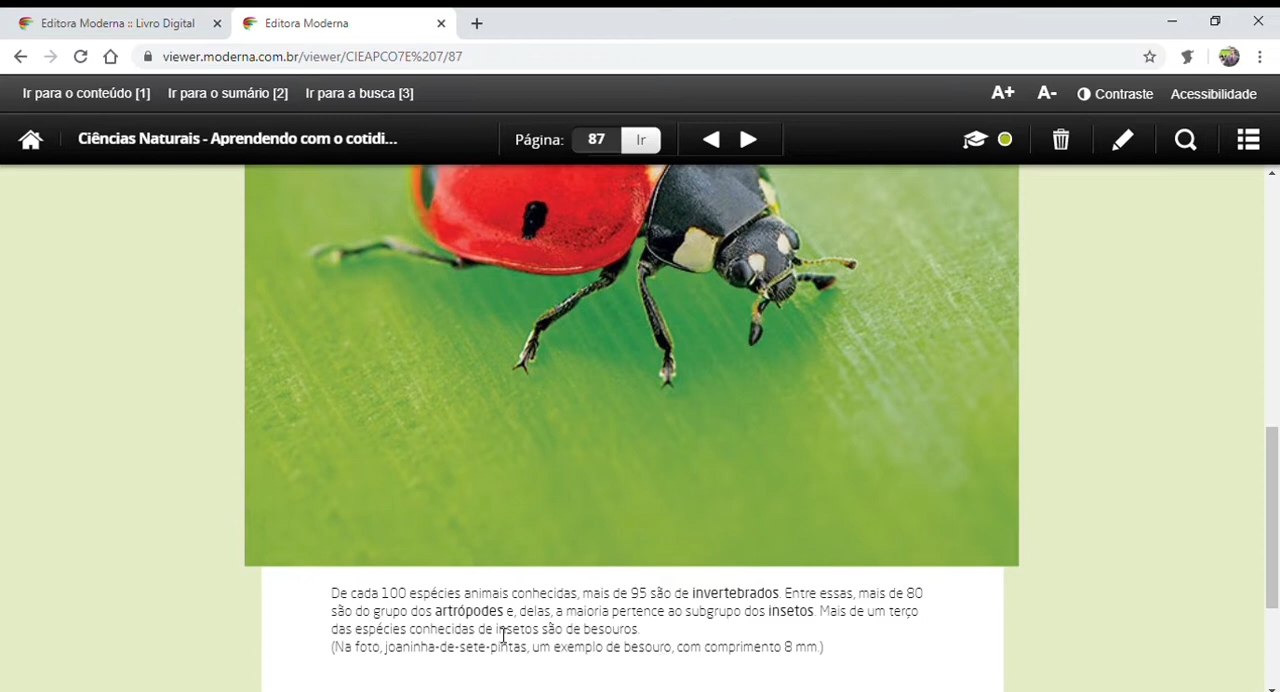 Editora Moderna :: Livro Digital
Editora Moderna
viewer.moderna.com.br/viewer/CIEAPCO7E%207/87
Ir para o conteúdo [1] Ir para o sumário [2] Ir para a busca [3] A+ A- Contraste Acessibilidade
Ciências Naturais - Aprendendo com o cotidi... Página: 87 Ir
De cada 100 espécies animais conhecidas, mais de 95 são de invertebrados. Entre essas, mais de 80
são do grupo dos artrópodes e, delas, a maioria pertence ao subgrupo dos insetos. Mais de um terço
das espécies conhecidas de insetos são de besouros.
(Na foto, joaninha-de-sete-pintas, um exemplo de besouro, com comprimento 8 mm.)